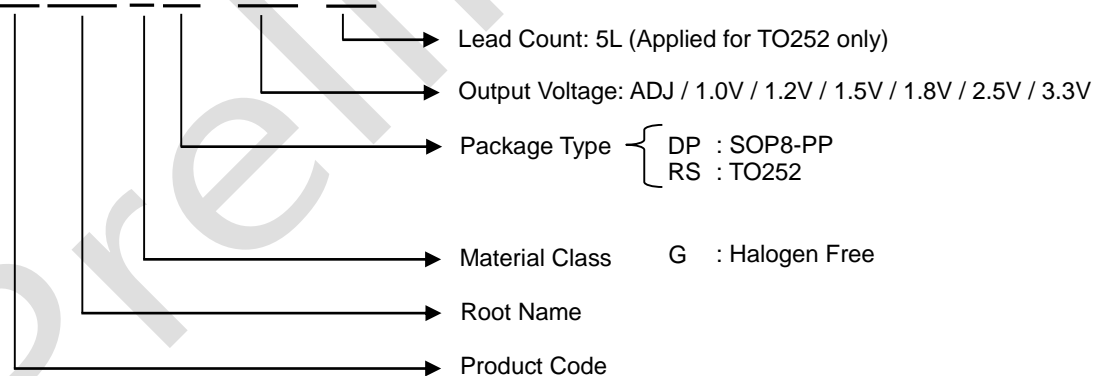 Lead Count: 5L (Applied for TO252 only)
Output Voltage: ADJ / 1.0V / 1.2V / 1.5V / 1.8V / 2.5V / 3.3V
Package Type DP : SOP8-PP
RS : TO252
Material Class G : Halogen Free
Root Name
Product Code
Preli